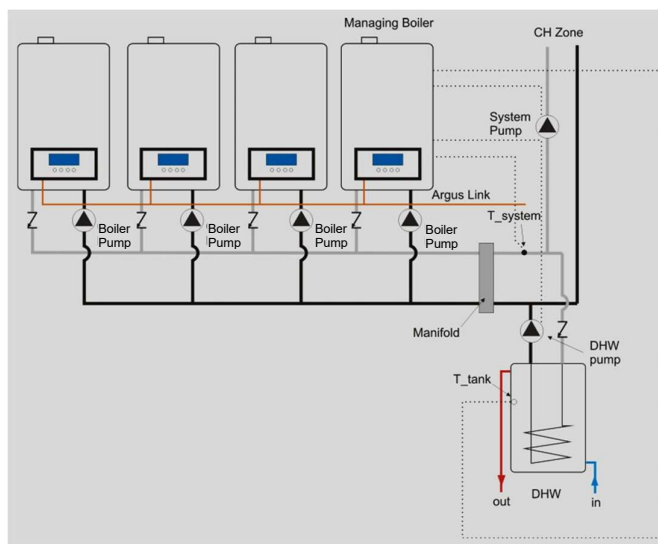 Managing Boiler
CH Zone
System
Pump
Argus Link
T_system
Boiler
Pump
Boiler
Pump
Boiler
Pump
Boiler
Pump
Manifold
DHW
pump
T_tank
out
DHW
in